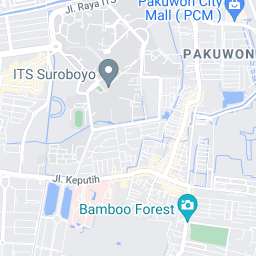 Jl. Raya ITS
Pakuwon City
Mall ( PCM )
PAKUWON
ITS Suroboyo
Jl. Keputih
Bamboo Forest